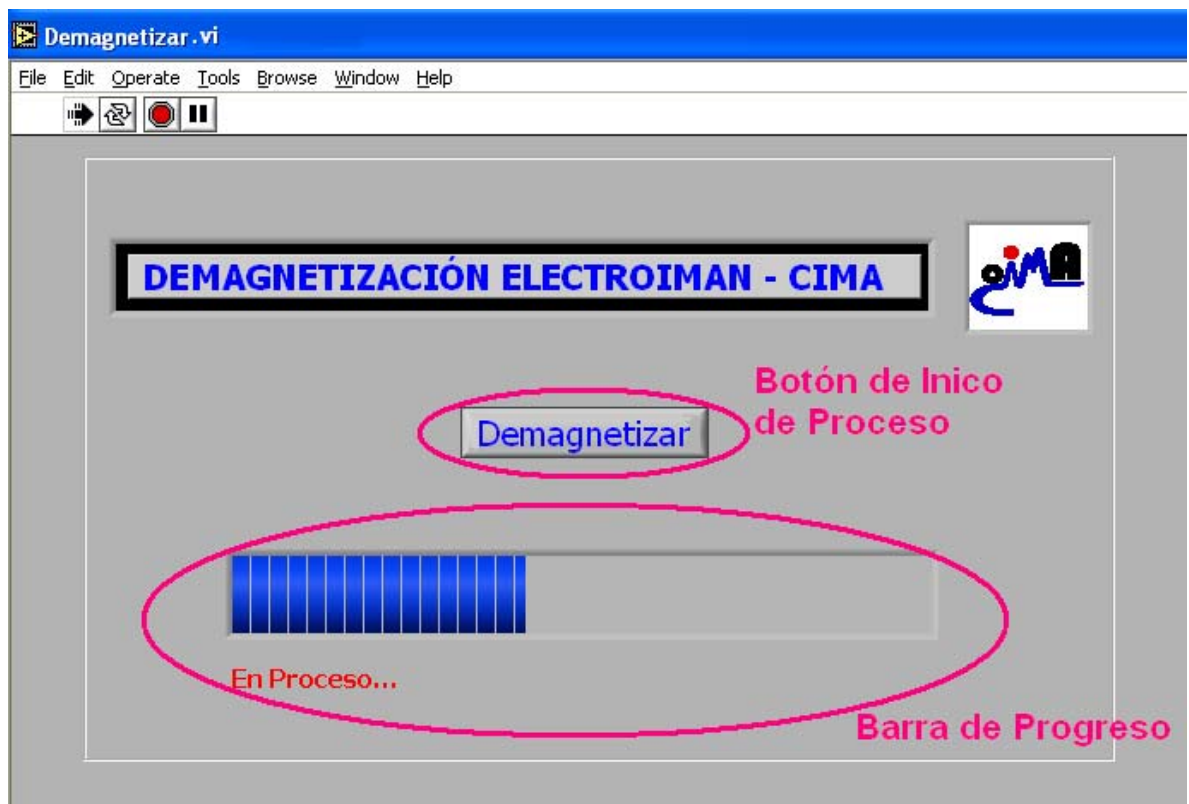 Demagnetizar.vi
File Edit Operate Tools Browse Window Help
DEMAGNETIZACIÓN ELECTROIMAN - CIMA
CIMA
Botón de Inico
de Proceso
Demagnetizar
En Proceso...
Barra de Progreso